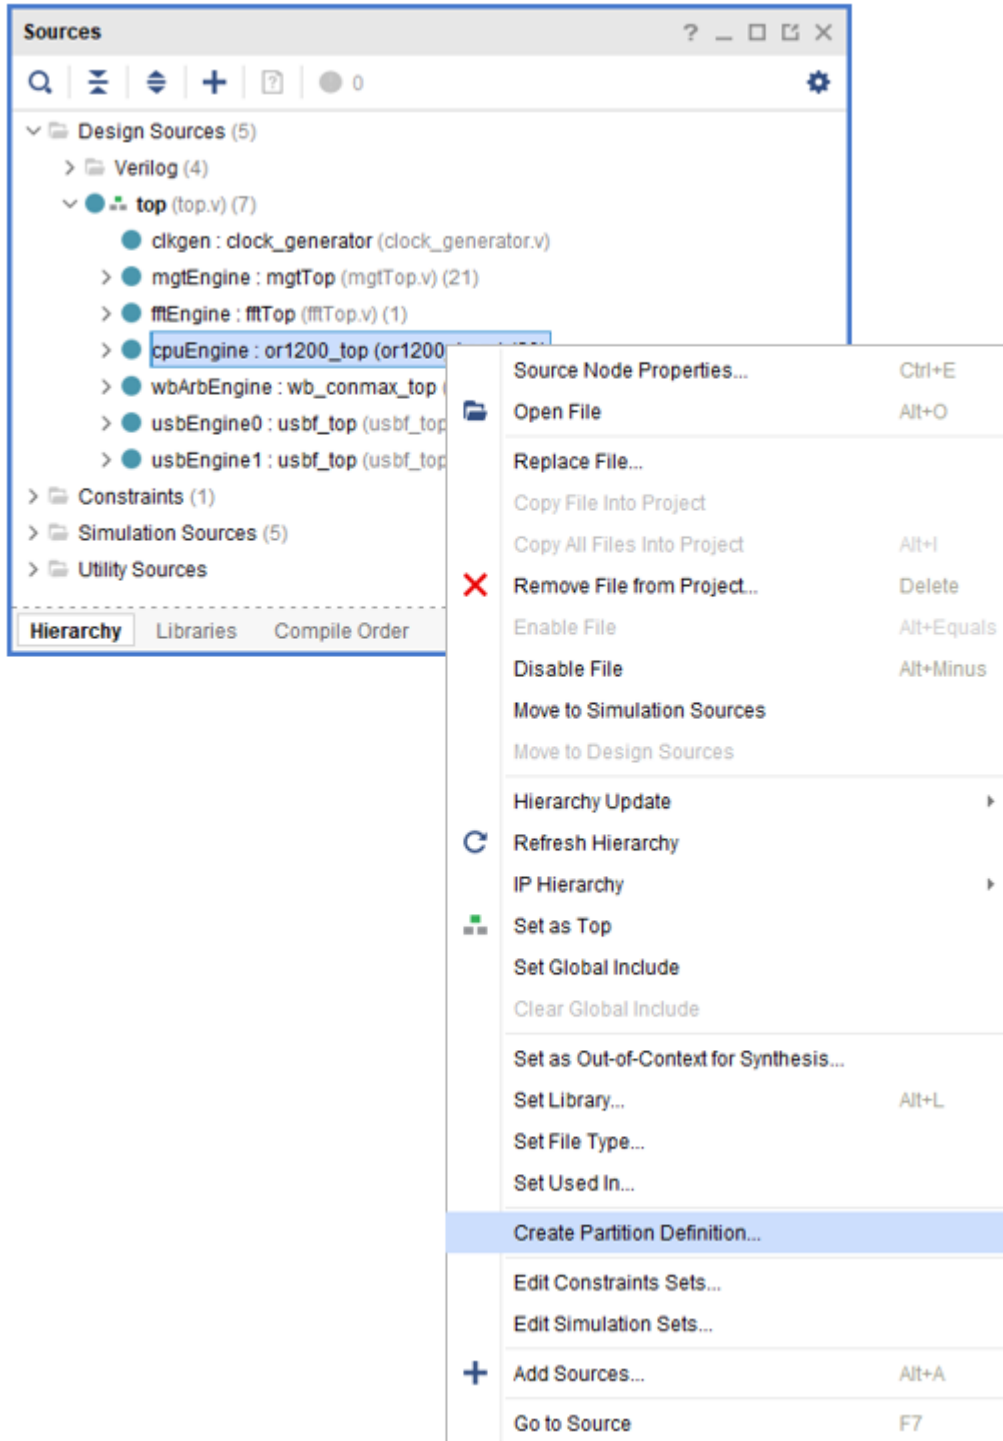 Sources
0
Design Sources (5)
Verilog (4)
top (top.v) (7)
clkgen : clock_generator (clock_generator.v)
mgtEngine : mgtTop (mgtTop.v) (21)
fftEngine : fftTop (fftTop.v) (1)
cpuEngine : or1200_top (or1200_
wbArbEngine : wb_conmax_top (
usbEngine0 : usbf_top (usbf_top
usbEngine1 : usbf_top (usbf_top
Constraints (1)
Simulation Sources (5)
Utility Sources
Hierarchy Libraries Compile Order
Source Node Properties... Ctrl+E
Open File Alt+O
Replace File...
Copy File Into Project
Copy All Files Into Project Alt+I
Remove File from Project... Delete
Enable File Alt+Equals
Disable File Alt+Minus
Move to Simulation Sources
Move to Design Sources
Hierarchy Update
Refresh Hierarchy
IP Hierarchy
Set as Top
Set Global Include
Clear Global Include
Set as Out-of-Context for Synthesis...
Set Library... Alt+L
Set File Type...
Set Used In...
Create Partition Definition...
Edit Constraints Sets...
Edit Simulation Sets...
Add Sources... Alt+A
Go to Source F7